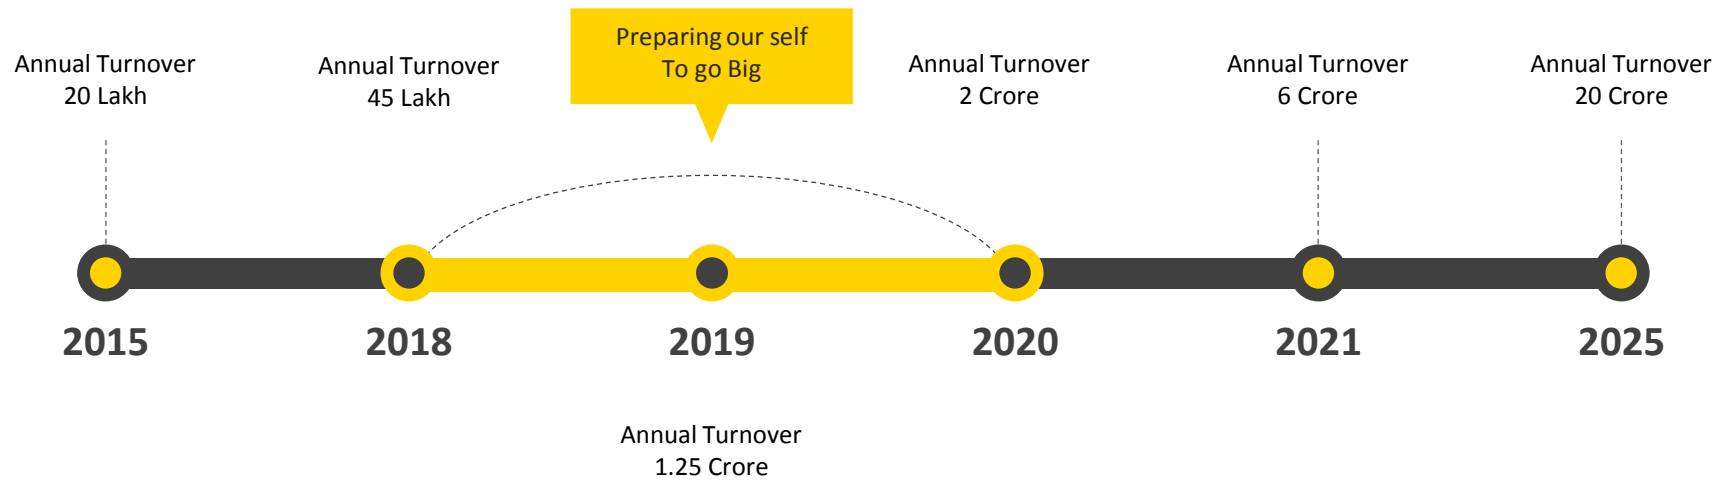 Annual Turnover
20 Lakh
Annual Turnover
45 Lakh
Preparing our self
To go Big
Annual Turnover
2 Crore
Annual Turnover
6 Crore
Annual Turnover
20 Crore
2015
2018
2019
2020
2021
2025
Annual Turnover
1.25 Crore